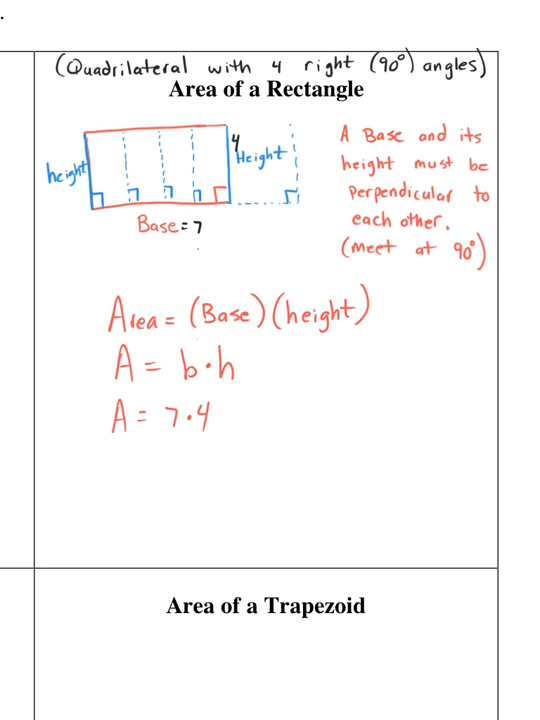 .
(Quadrilateral with 4 right (90°) angles)
Area of a Rectangle
height
4
Height
Base = 7
A Base and its
height must be
perpendicular to
each other.
(meet at 90°)
Area = (Base)(height)
A = b·h
A = 7·4
Area of a Trapezoid